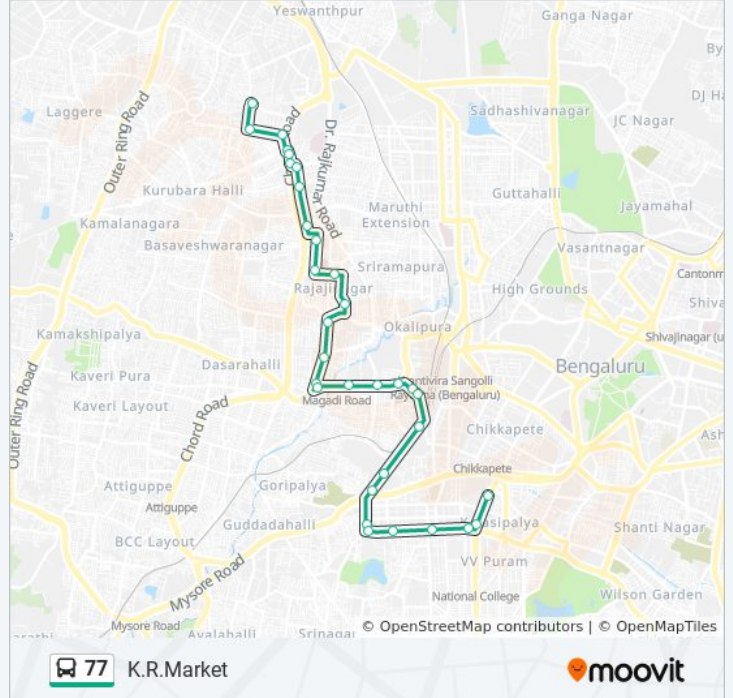 Yeswanthpur
Ganga Nagar
By
Laggere
Outer Ring Road
Dr. Rajkumar Road
Sadhashivanagar
DJ Ha
JC Nagar
Kurubara Halli
Guttahalli
Jayamahal
Maruthi
Extension
Kamalanagara
Basaveshwaranagar
Vasantnagar
Sriramapura
Cantonm
High Grounds
Shiva
Okalipura
Kamakshipalya
Shivajinagar (u
Dasarahalli
Bengaluru
Kaveri Pura
Magadi Road
Kaveri Layout
Chord Road
Outer Ring Road
Chikkapete
Ash
Chikkapete
Attiguppe
Goripalya
Attiguppe
Guddadahalli
Shanti Nagar
BCC Layout
VV Puram
Mysore Road
National College
Wilson Garden
Mysore Road
Avalahalli
Srinagar
© OpenStreetMap contributors | © OpenMapTiles
77 K.R.Market
moovit